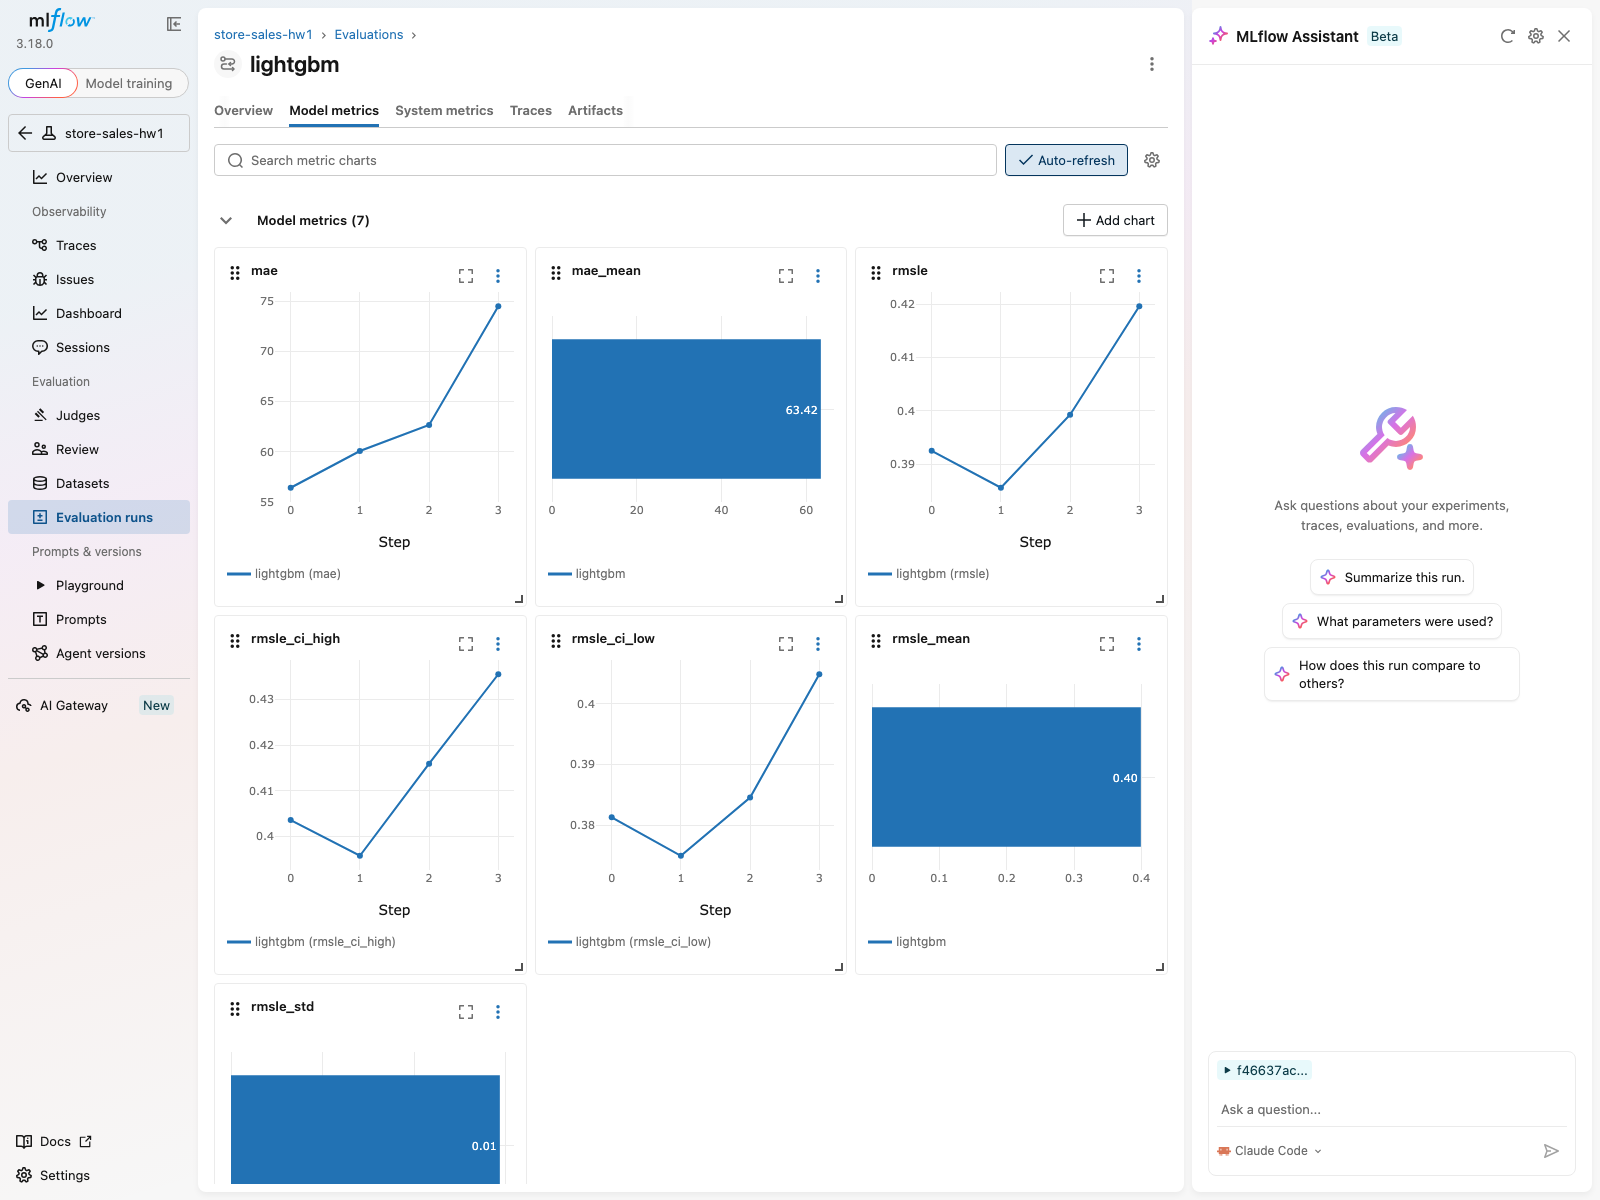 mlflow
3.18.0
GenAI
Model training
store-sales-hw1
Overview
Observability
Traces
Issues
Dashboard
Sessions
Evaluation
Judges
Review
Datasets
Evaluation runs
Prompts & versions
Playground
Prompts
Agent versions
AI Gateway
New
Docs
Settings
store-sales-hw1 › Evaluations ›
lightgbm
Overview
Model metrics
System metrics
Traces
Artifacts
Search metric charts
Auto-refresh
Model metrics (7)
Add chart
mae
75
70
65
60
55
0 1 2 3
Step
lightgbm (mae)
mae_mean
63.42
0 20 40 60
lightgbm
rmsle
0.42
0.41
0.4
0.39
0 1 2 3
Step
lightgbm (rmsle)
rmsle_ci_high
0.43
0.42
0.41
0.4
0 1 2 3
Step
lightgbm (rmsle_ci_high)
rmsle_ci_low
0.4
0.39
0.38
0 1 2 3
Step
lightgbm (rmsle_ci_low)
rmsle_mean
0.40
0 0.1 0.2 0.3 0.4
lightgbm
rmsle_std
0.01
MLflow Assistant
Beta
Ask questions about your experiments,
traces, evaluations, and more.
Summarize this run.
What parameters were used?
How does this run compare to
others?
f46637ac...
Ask a question...
Claude Code